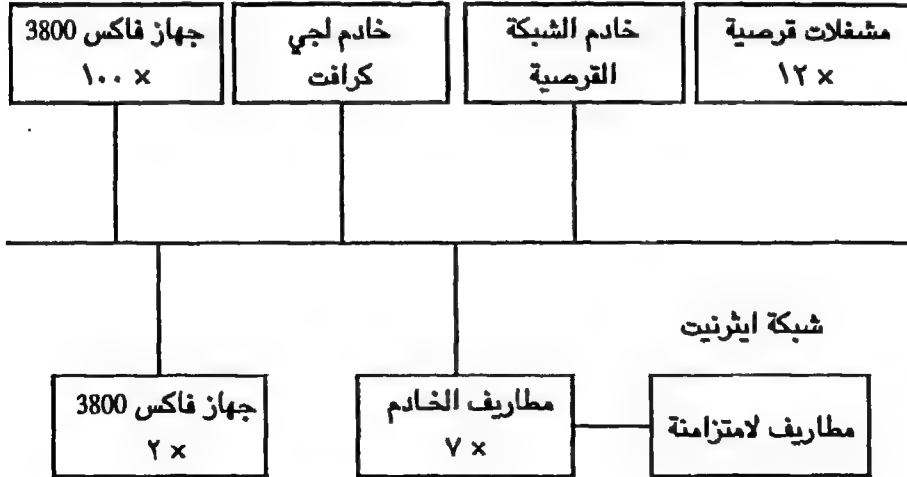 جهاز فاكس 3800
× ١٠٠
خادم لجي
كرافت
خادم الشبكة
القرصية
مشغلات قرصية
× ١٢
شبكة ايثرنيت
جهاز فاكس 3800
× ٢
مطاريف الخادم
× ٧
مطاريف لامتزامنة